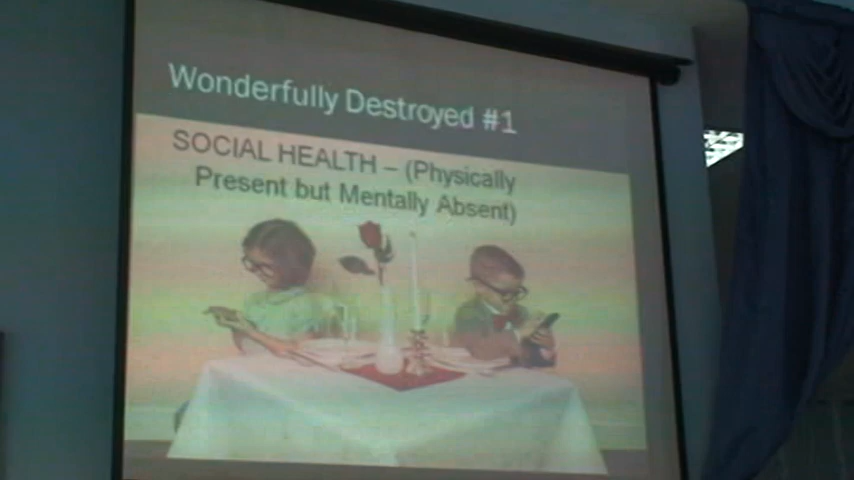 Wonderfully Destroyed #1
SOCIAL HEALTH – (Physically
Present but Mentally Absent)